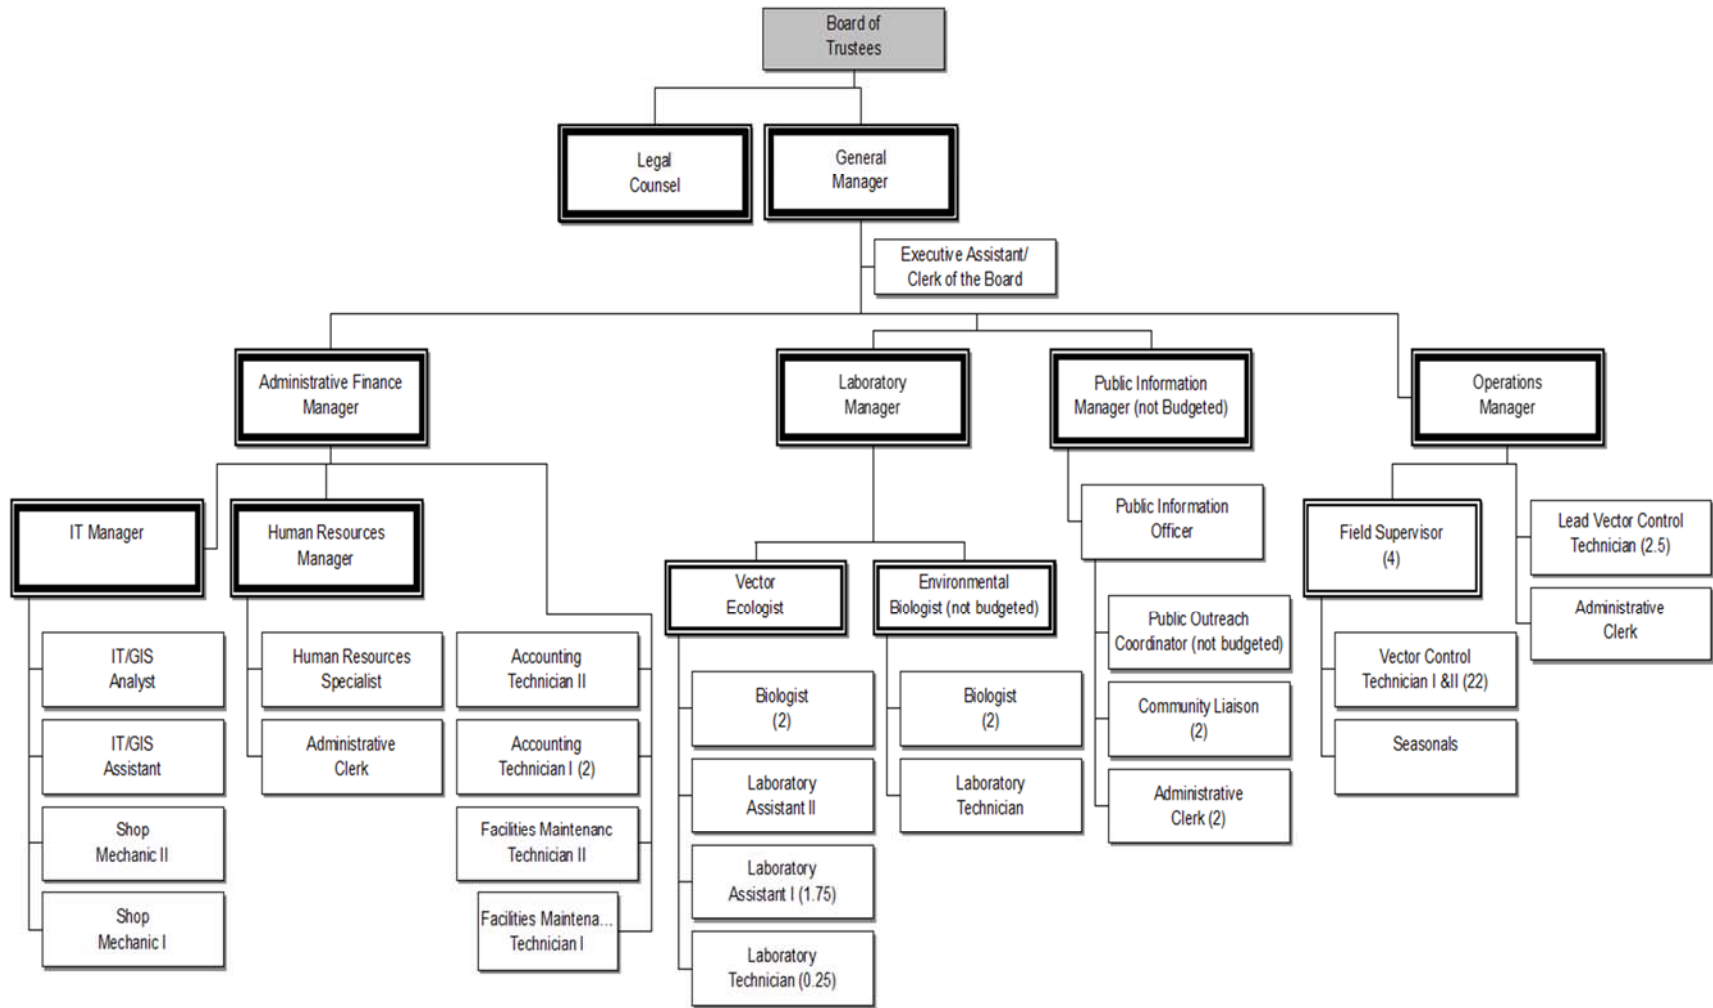 Board of
Trustees
Legal
Counsel
General
Manager
Executive Assistant/
Clerk of the Board
Administrative Finance
Manager
Laboratory
Manager
Public Information
Manager (not Budgeted)
Operations
Manager
IT Manager
Human Resources
Manager
Public Information
Officer
Field Supervisor
(4)
Lead Vector Control
Technician (2.5)
Vector
Ecologist
Environmental
Biologist (not budgeted)
Administrative
Clerk
IT/GIS
Analyst
Human Resources
Specialist
Accounting
Technician II
Public Outreach
Coordinator (not budgeted)
Vector Control
Technician I &II (22)
Biologist
(2)
Biologist
(2)
Community Liaison
(2)
IT/GIS
Assistant
Administrative
Clerk
Accounting
Technician I (2)
Seasonals
Laboratory
Assistant II
Laboratory
Technician
Administrative
Clerk (2)
Shop
Mechanic II
Facilities Maintenanc
Technician II
Laboratory
Assistant I (1.75)
Shop
Mechanic I
Facilities Maintena...
Technician I
Laboratory
Technician (0.25)